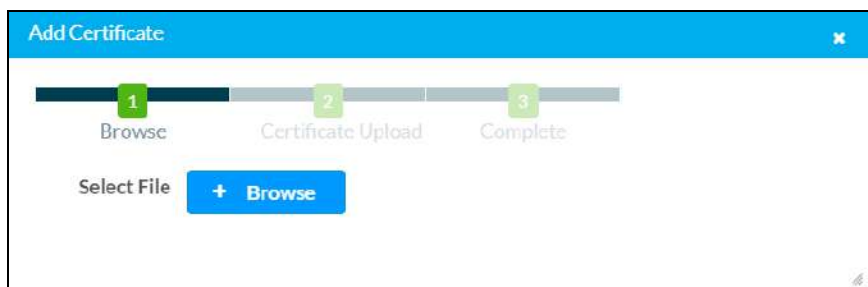 Add Certificate
1 2 3
Browse Certificate Upload Complete
Select File + Browse